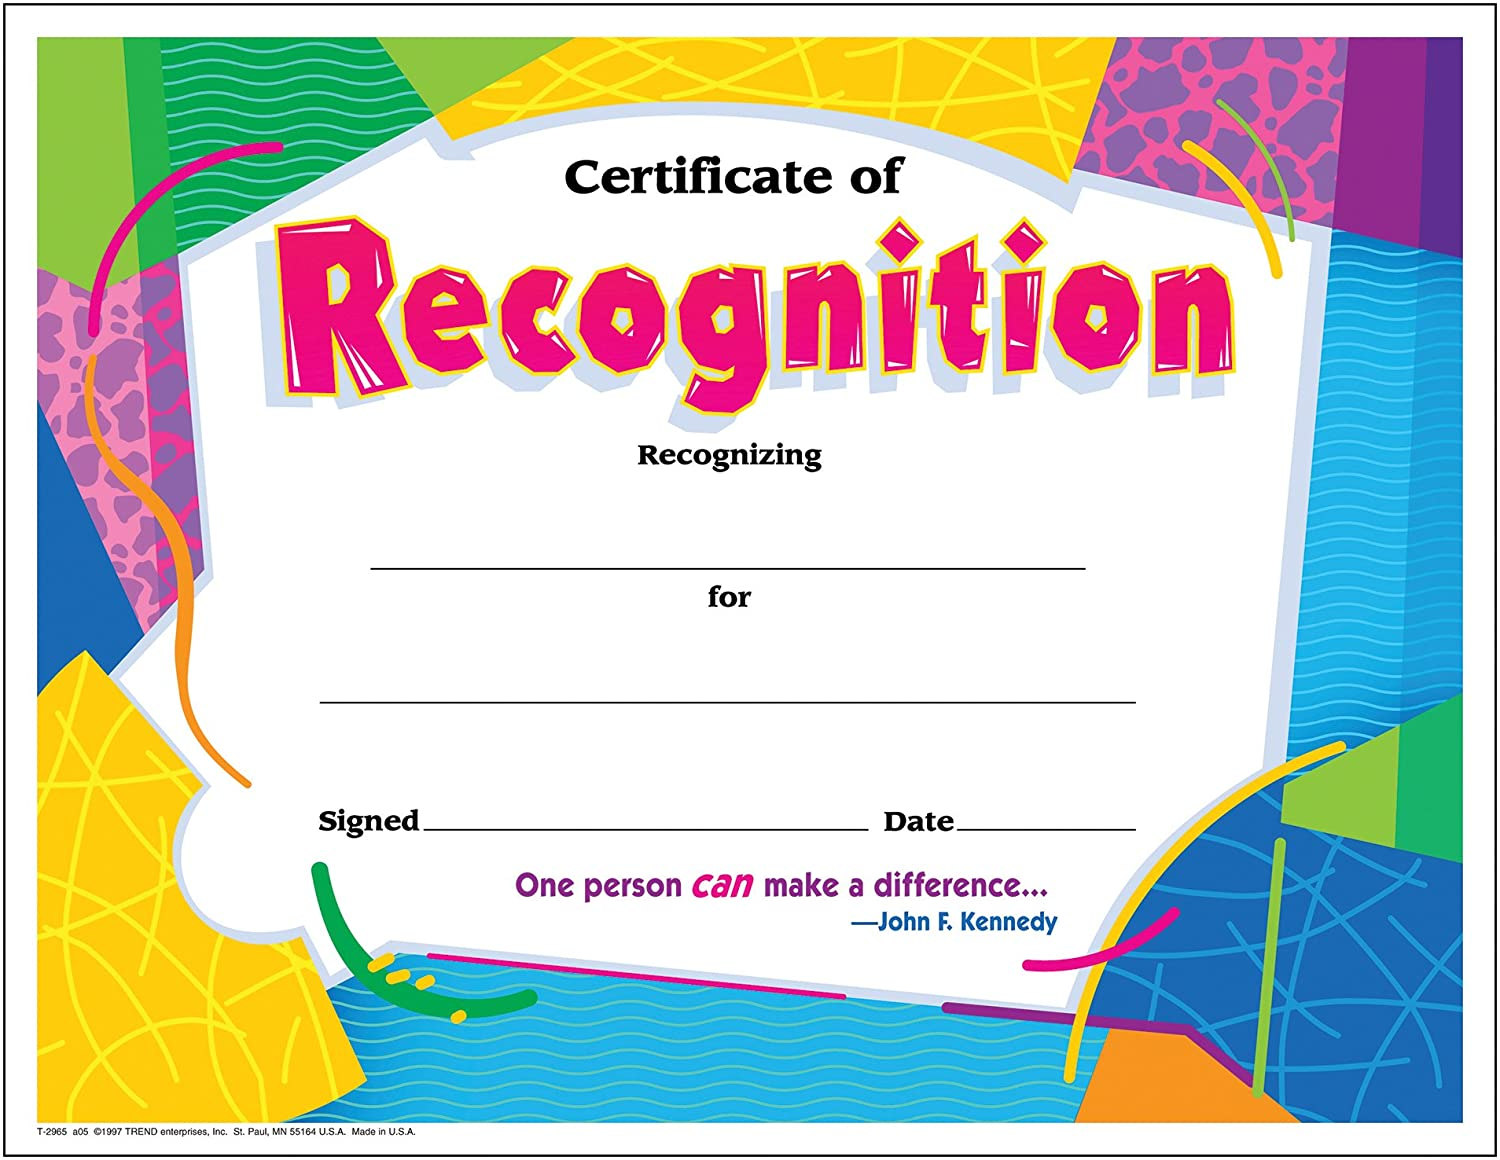 Certificate of
Recognition
Recognizing
for
Signed Date
One person can make a difference...
—John F. Kennedy
T-2965 a05 ©1997 TREND enterprises, Inc. St. Paul, MN 55164 U.S.A. Made in U.S.A.